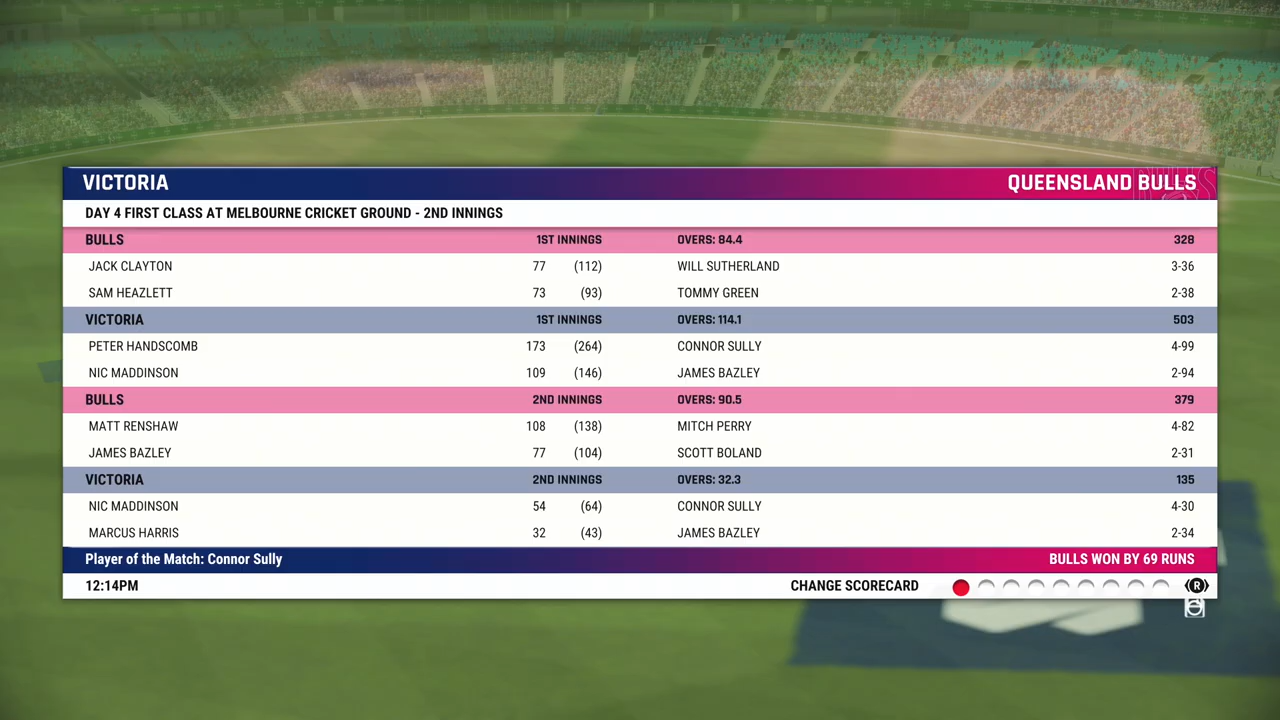 VICTORIA QUEENSLAND BULLS
DAY 4 FIRST CLASS AT MELBOURNE CRICKET GROUND - 2ND INNINGS
BULLS 1ST INNINGS OVERS: 84.4 328
JACK CLAYTON 77 (112) WILL SUTHERLAND 3-36
SAM HEAZLETT 73 (93) TOMMY GREEN 2-38
VICTORIA 1ST INNINGS OVERS: 114.1 503
PETER HANDSCOMB 173 (264) CONNOR SULLY 4-99
NIC MADDINSON 109 (146) JAMES BAZLEY 2-94
BULLS 2ND INNINGS OVERS: 90.5 379
MATT RENSHAW 108 (138) MITCH PERRY 4-82
JAMES BAZLEY 77 (104) SCOTT BOLAND 2-31
VICTORIA 2ND INNINGS OVERS: 32.3 135
NIC MADDINSON 54 (64) CONNOR SULLY 4-30
MARCUS HARRIS 32 (43) JAMES BAZLEY 2-34
Player of the Match: Connor Sully BULLS WON BY 69 RUNS
12:14PM CHANGE SCORECARD R